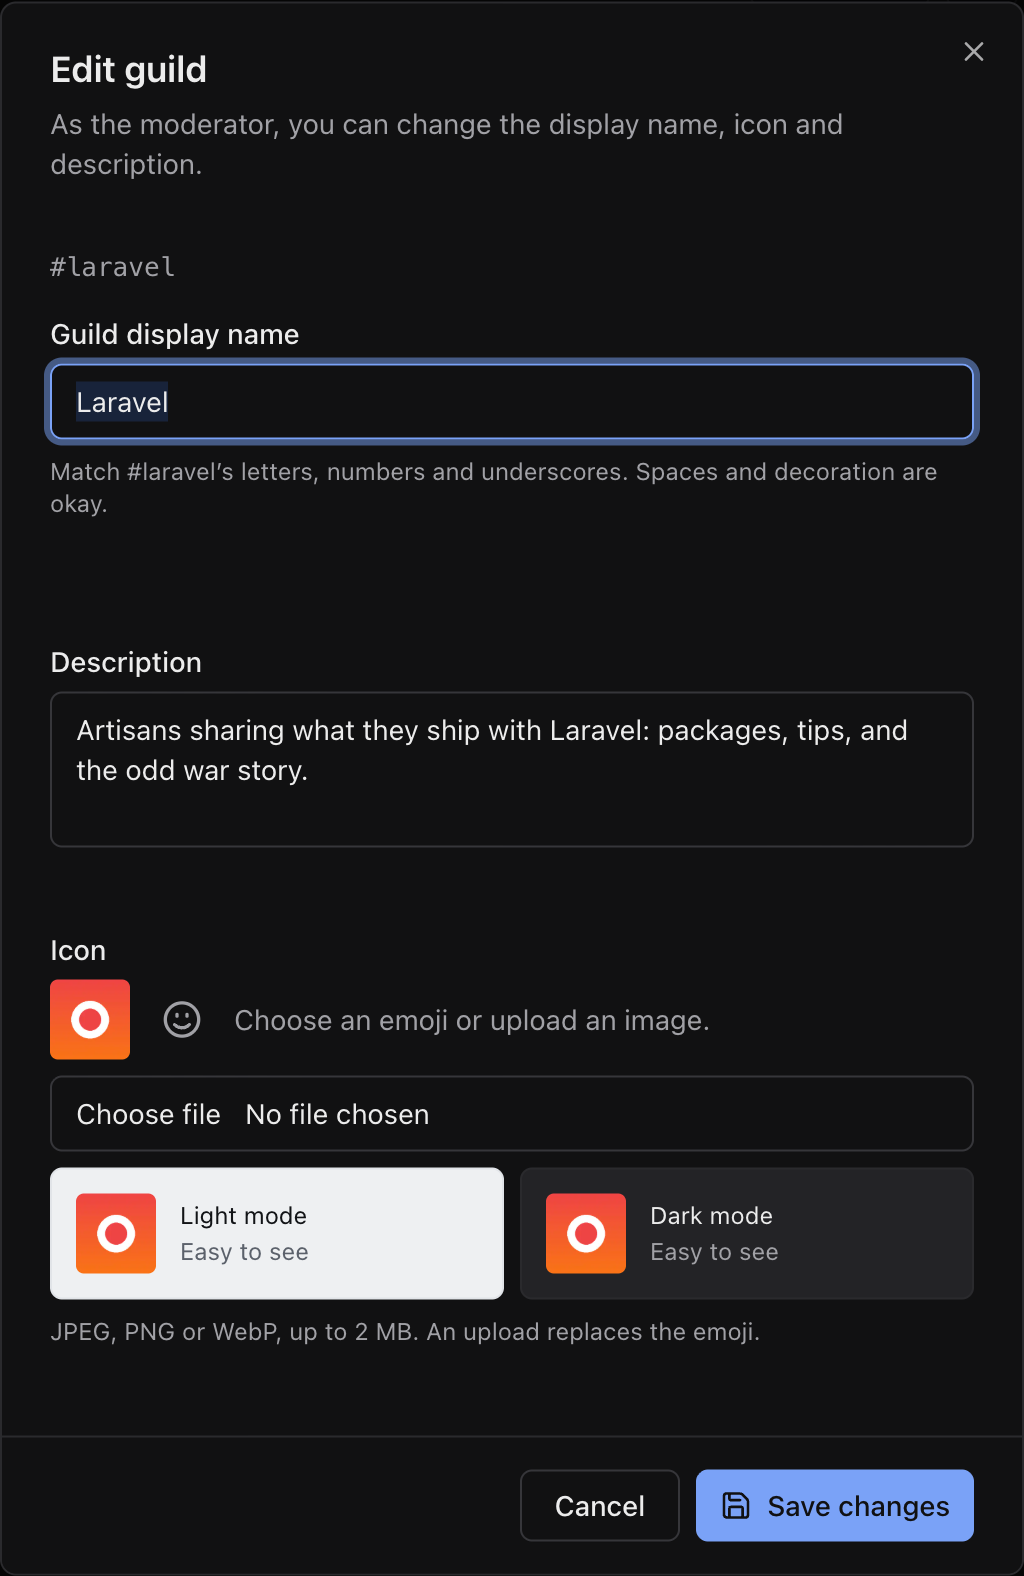 Edit guild
As the moderator, you can change the display name, icon and
description.
#laravel
Guild display name
Laravel
Match #laravel’s letters, numbers and underscores. Spaces and decoration are
okay.
Description
Artisans sharing what they ship with Laravel: packages, tips, and
the odd war story.
Icon
Choose an emoji or upload an image.
Choose file No file chosen
Light mode
Easy to see
Dark mode
Easy to see
JPEG, PNG or WebP, up to 2 MB. An upload replaces the emoji.
Cancel
Save changes